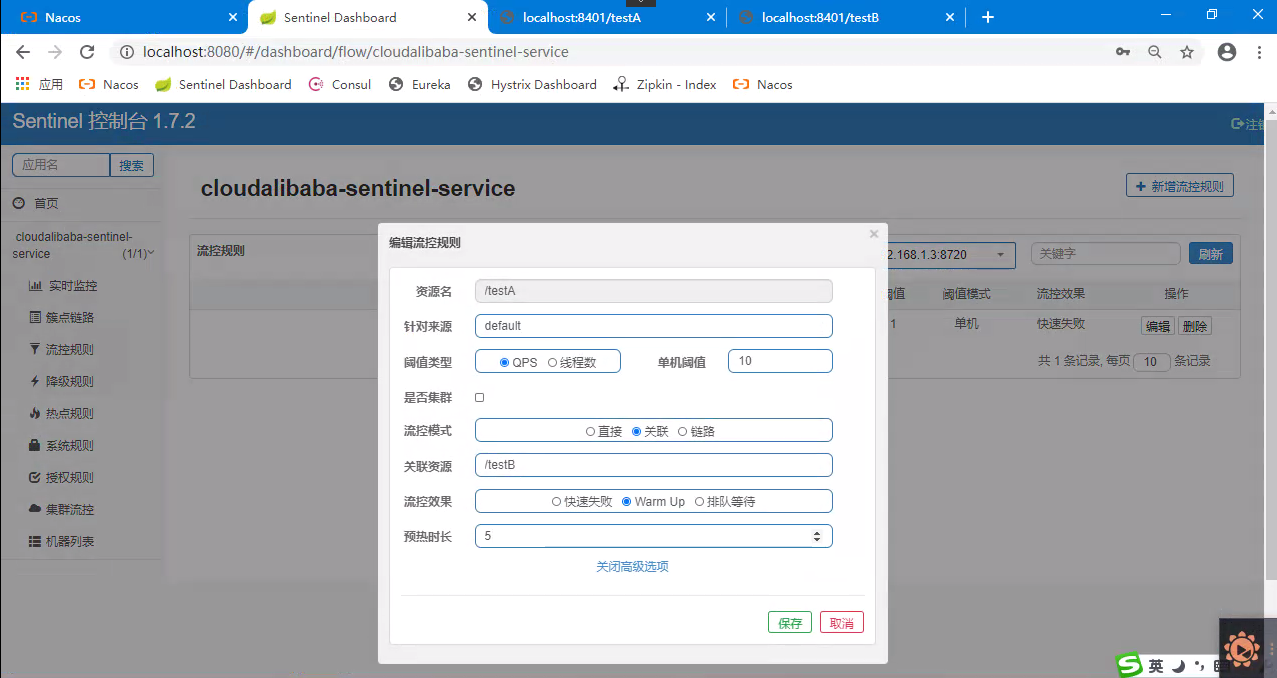 Nacos
Sentinel Dashboard
localhost:8401/testA
localhost:8401/testB
localhost:8080/#/dashboard/flow/cloudalibaba-sentinel-service
应用 Nacos Sentinel Dashboard Consul Eureka Hystrix Dashboard Zipkin - Index Nacos
Sentinel 控制台 1.7.2
应用名 搜索
首页
cloudalibaba-sentinel-service (1/1)
实时监控
簇点链路
流控规则
降级规则
热点规则
系统规则
授权规则
集群流控
机器列表
cloudalibaba-sentinel-service
新增流控规则
流控规则
2.168.1.3:8720 关键字 刷新
阈值模式 流控效果 操作
1 单机 快速失败 编辑 删除
共 1 条记录, 每页 10 条记录
编辑流控规则
资源名 /testA
针对来源 default
阈值类型 QPS 线程数 单机阈值 10
是否集群
流控模式 直接 关联 链路
关联资源 /testB
流控效果 快速失败 Warm Up 排队等待
预热时长 5
关闭高级选项
保存 取消
英